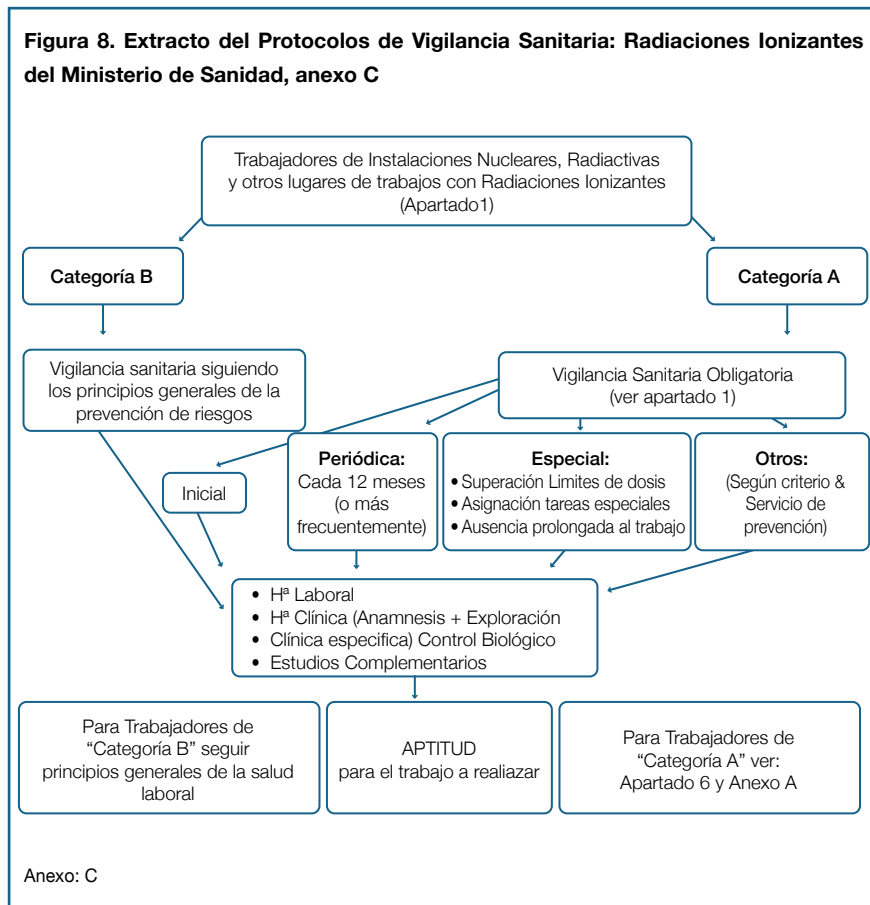 Figura 8. Extracto del Protocolos de Vigilancia Sanitaria: Radiaciones Ionizantes
del Ministerio de Sanidad, anexo C
Trabajadores de Instalaciones Nucleares, Radiactivas
y otros lugares de trabajos con Radiaciones Ionizantes
(Apartado1)
Categoría B
Categoría A
Vigilancia sanitaria siguiendo
los principios generales de la
prevención de riesgos
Vigilancia Sanitaria Obligatoria
(ver apartado 1)
Inicial
Periódica:
Cada 12 meses
(o más
frecuentemente)
Especial:
• Superación Limites de dosis
• Asignación tareas especiales
• Ausencia prolongada al trabajo
Otros:
(Según criterio &
Servicio de
prevención)
• Hª Laboral
• Hª Clínica (Anamnesis + Exploración
• Clínica especifica) Control Biológico
• Estudios Complementarios
Para Trabajadores de
“Categoría B” seguir
principios generales de la salud
laboral
APTITUD
para el trabajo a realiazar
Para Trabajadores de
“Categoría A” ver:
Apartado 6 y Anexo A
Anexo: C